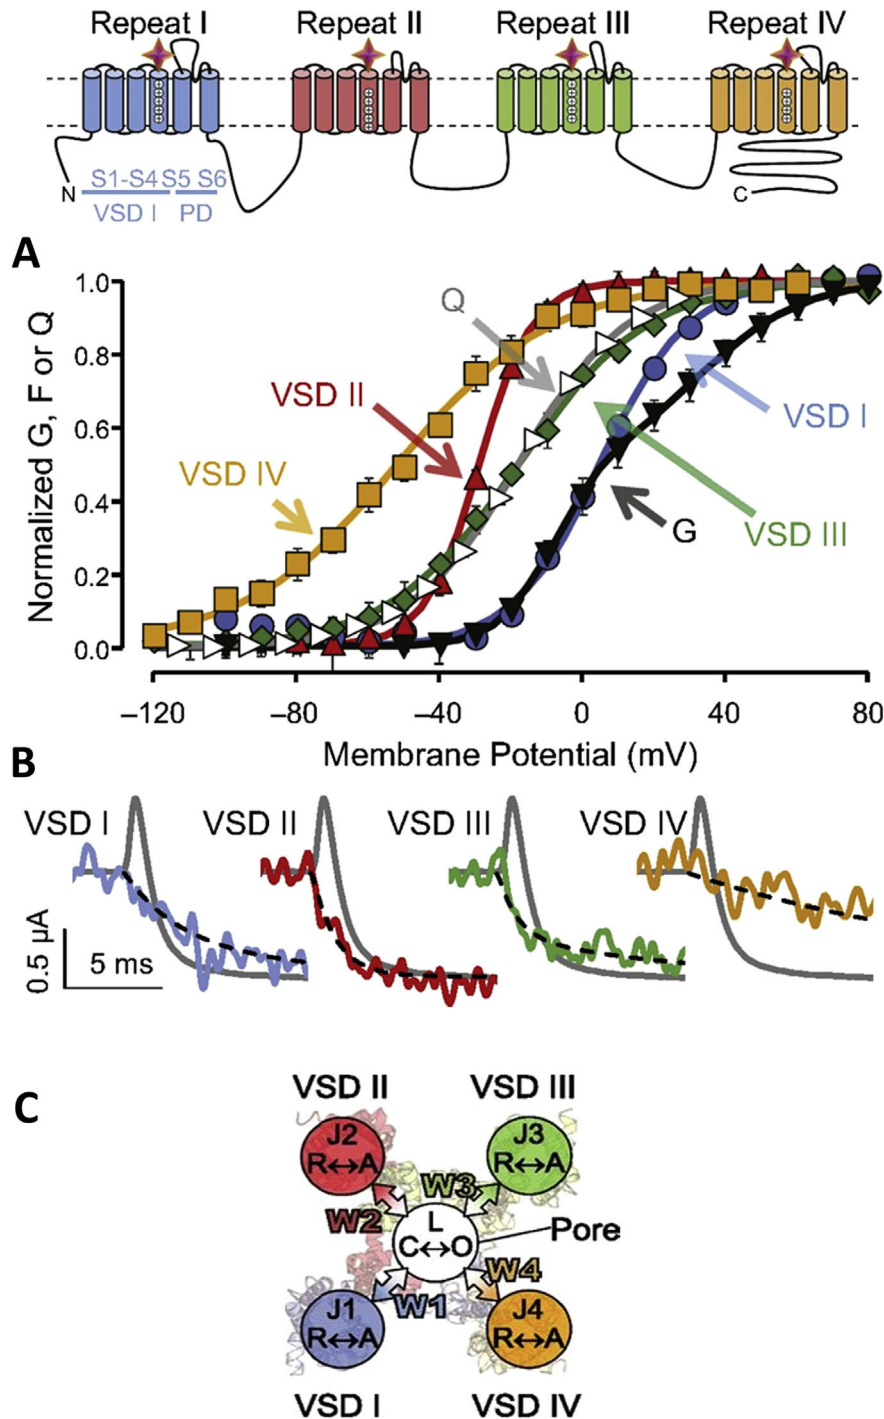 Repeat I Repeat II Repeat III Repeat IV
N S1-S4 S5 S6 C
VSD I PD
A
Normalized G, F or Q
1.0
0.8
0.6
0.4
0.2
0.0
Q
VSD II
VSD I
VSD IV
G
VSD III
–120 –80 –40 0 40 80
Membrane Potential (mV)
B
VSD I VSD II VSD III VSD IV
0.5 µA
5 ms
C
VSD II VSD III
J2 J3
R↔A R↔A
W3
W2 L
C↔O Pore
W4
W1
J1 J4
R↔A R↔A
VSD I VSD IV